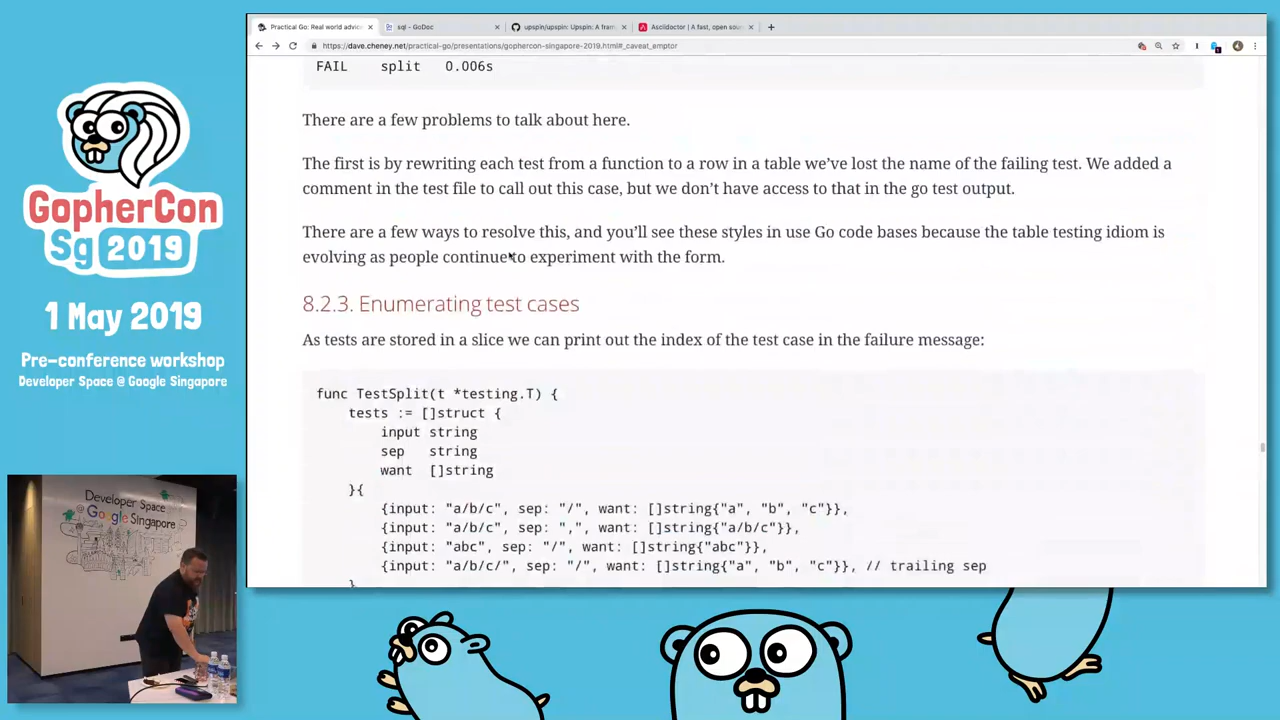 Practical Go: Real world advic
sql - GoDoc
upspin/upspin: Upspin: A fram
Asciidoctor | A fast, open sou
https://dave.cheney.net/practical-go/presentations/gophercon-singapore-2019.html#_caveat_emptor
FAIL split 0.006s
There are a few problems to talk about here.
The first is by rewriting each test from a function to a row in a table we’ve lost the name of the failing test. We added a
comment in the test file to call out this case, but we don’t have access to that in the go test output.
There are a few ways to resolve this, and you’ll see these styles in use Go code bases because the table testing idiom is
evolving as people continue to experiment with the form.
8.2.3. Enumerating test cases
As tests are stored in a slice we can print out the index of the test case in the failure message:
func TestSplit(t *testing.T) {
tests := []struct {
input string
sep string
want []string
}{
{input: "a/b/c", sep: "/", want: []string{"a", "b", "c"}},
{input: "a/b/c", sep: ",", want: []string{"a/b/c"}},
{input: "abc", sep: "/", want: []string{"abc"}},
{input: "a/b/c/", sep: "/", want: []string{"a", "b", "c"}}, // trailing sep
}
GopherCon
Sg 2019
1 May 2019
Pre-conference workshop
Developer Space @ Google Singapore
Developer Space
@ Google
Singapore